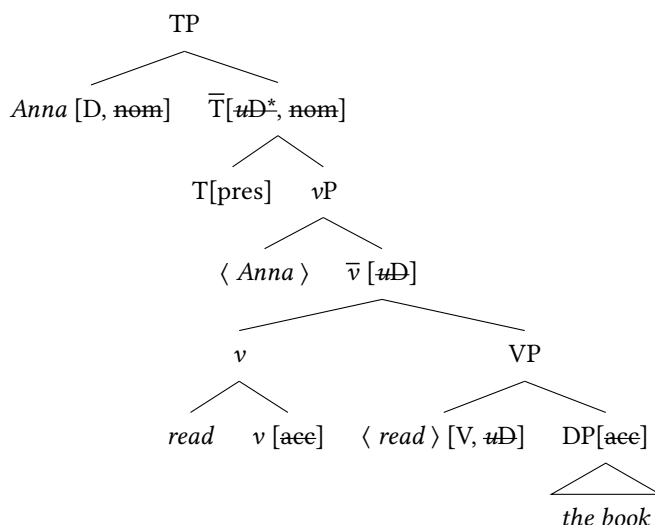 TP
Anna [D, nom] T̅[uD*, nom]
T[pres] vP
⟨ Anna ⟩ v̅ [uD]
v VP
read v [acc] ⟨ read ⟩ [V, uD] DP[acc]
the book